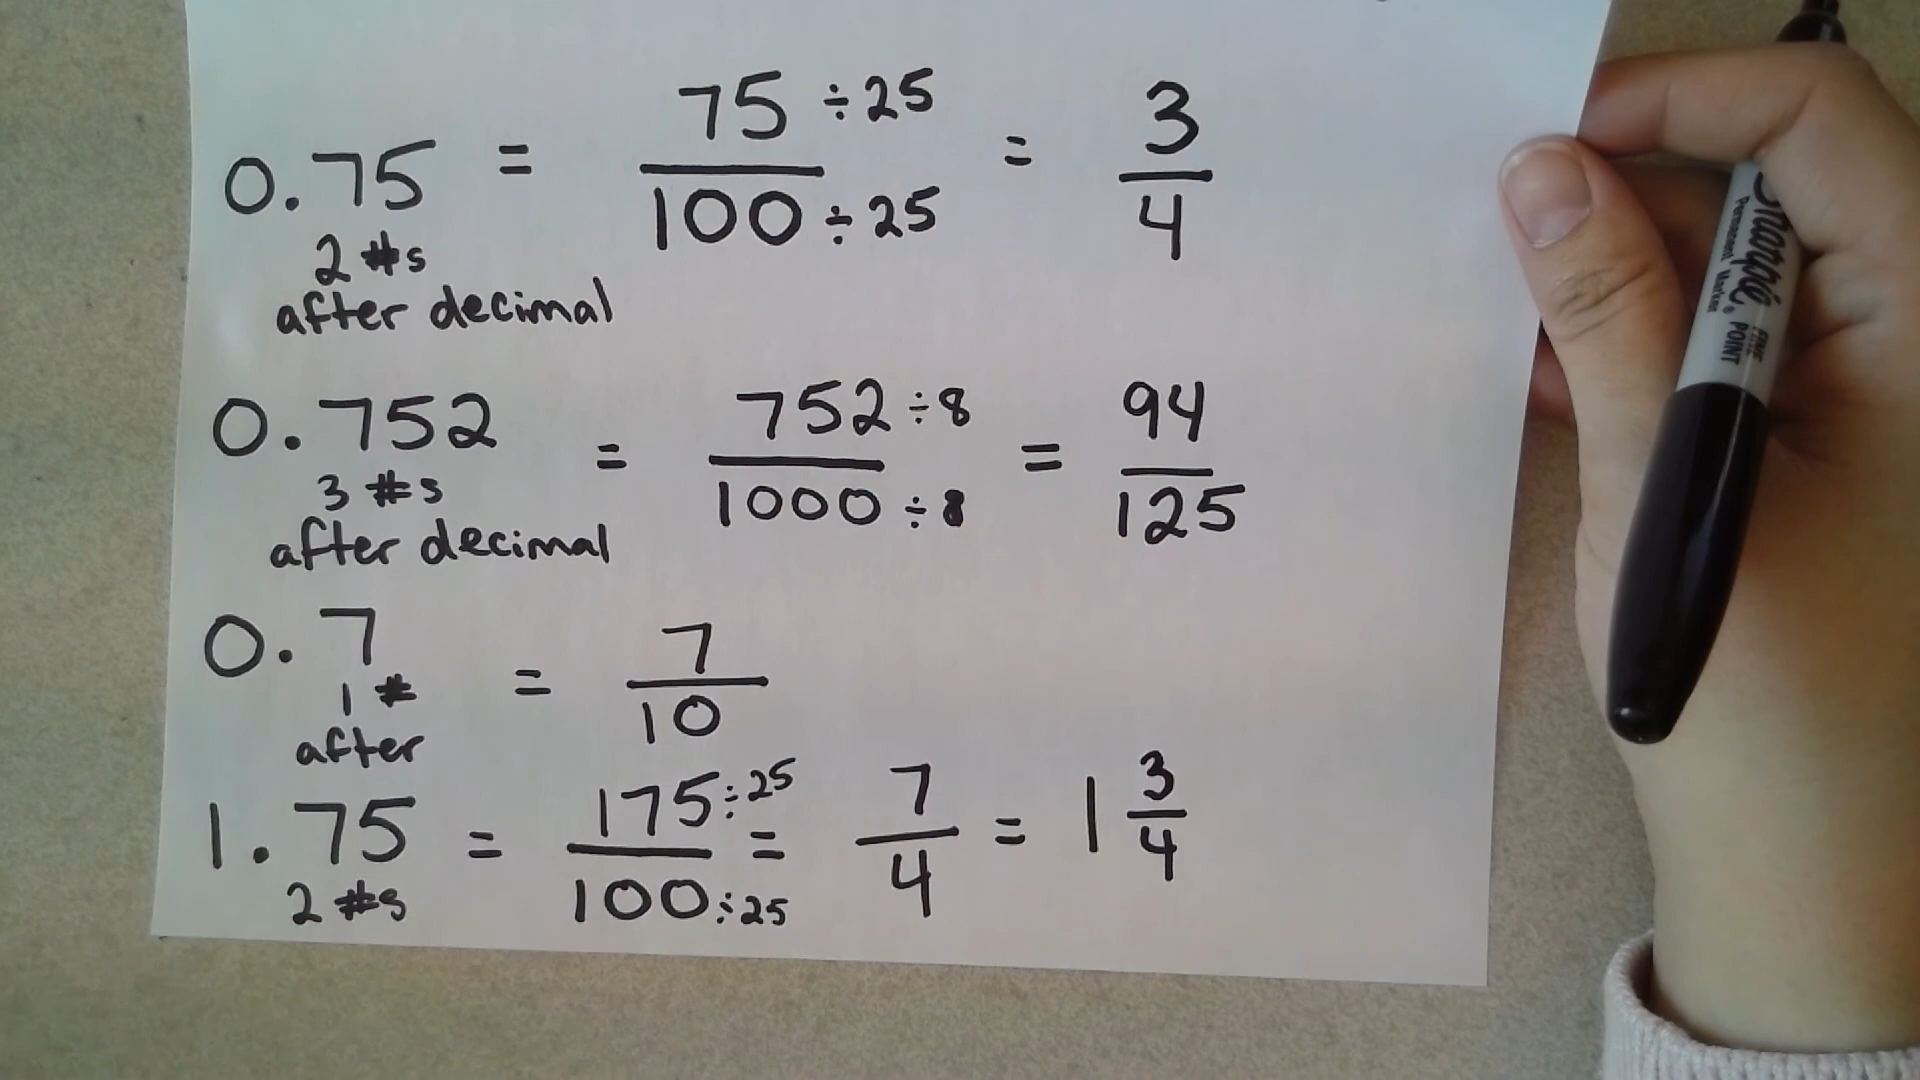 0.75 = 75 ÷ 25 / 100 ÷ 25 = 3 / 4
2 #s
after decimal
0.752 = 752 ÷ 8 / 1000 ÷ 8 = 94 / 125
3 #s
after decimal
0.7 = 7 / 10
1 #
after
1.75 = 175 ÷ 25 / 100 ÷ 25 = 7 / 4 = 1 3 / 4
2 #s
Sharpie
FINE POINT
Permanent Marker